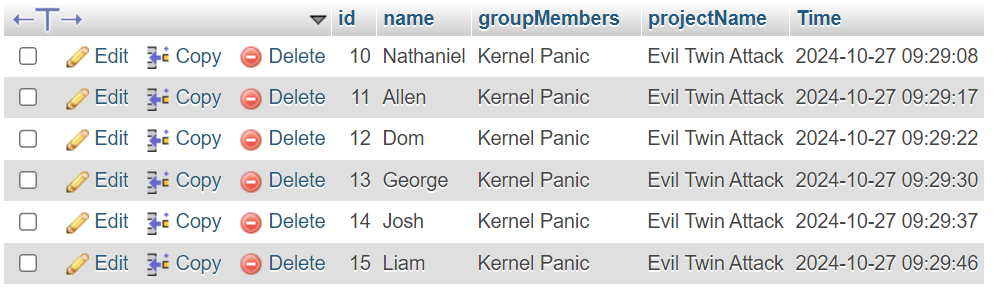 id name groupMembers projectName Time
Edit Copy Delete 10 Nathaniel Kernel Panic Evil Twin Attack 2024-10-27 09:29:08
Edit Copy Delete 11 Allen Kernel Panic Evil Twin Attack 2024-10-27 09:29:17
Edit Copy Delete 12 Dom Kernel Panic Evil Twin Attack 2024-10-27 09:29:22
Edit Copy Delete 13 George Kernel Panic Evil Twin Attack 2024-10-27 09:29:30
Edit Copy Delete 14 Josh Kernel Panic Evil Twin Attack 2024-10-27 09:29:37
Edit Copy Delete 15 Liam Kernel Panic Evil Twin Attack 2024-10-27 09:29:46